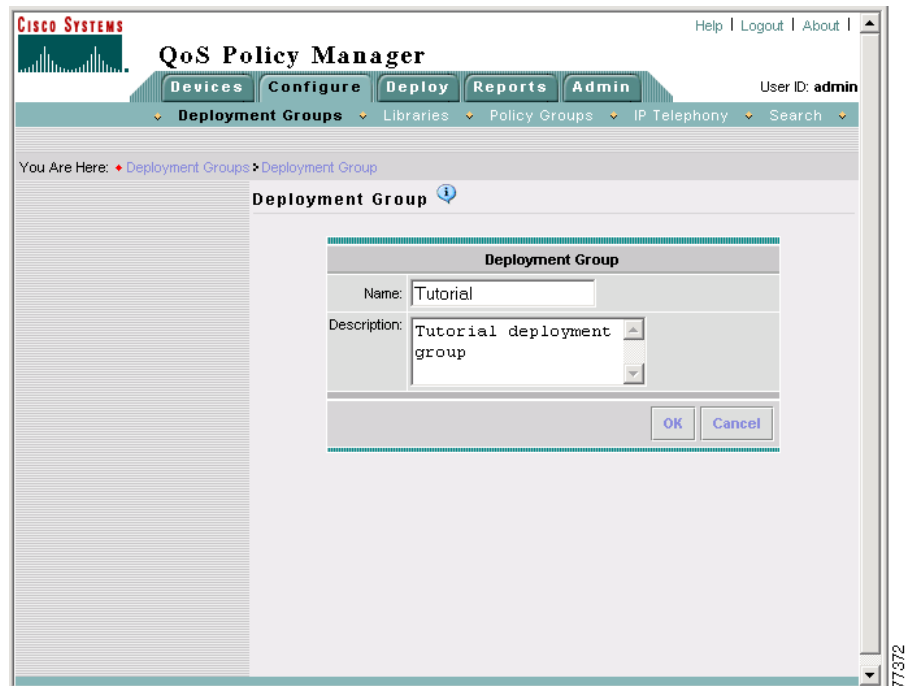 CISCO SYSTEMS
Help | Logout | About |
QoS Policy Manager
Devices Configure Deploy Reports Admin
User ID: admin
Deployment Groups Libraries Policy Groups IP Telephony Search
You Are Here: Deployment Groups Deployment Group
Deployment Group
Deployment Group
Name: Tutorial
Description: Tutorial deployment
group
OK Cancel
77372